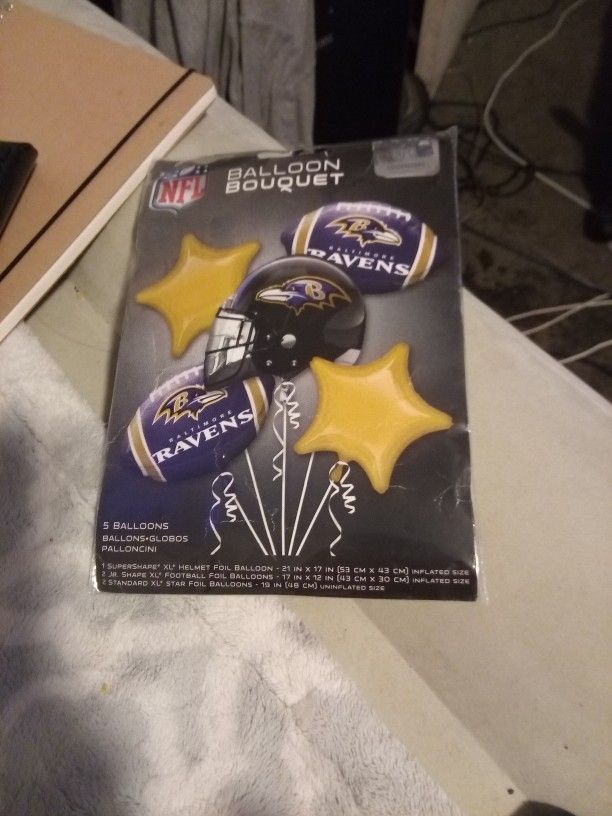 NFL
BALLOON
BOUQUET
BALTIMORE
RAVENS
B
B
B
BALTIMORE
RAVENS
5 BALLOONS
BALLONS•GLOBOS
PALLONCINI
1 SUPERSHAPE® XL® HELMET FOIL BALLOON - 21 IN X 17 IN (53 CM X 43 CM) INFLATED SIZE
2 JR. SHAPE XL® FOOTBALL FOIL BALLOONS - 17 IN X 12 IN (43 CM X 30 CM) INFLATED SIZE
2 STANDARD XL® STAR FOIL BALLOONS - 19 IN (48 CM) UNINFLATED SIZE